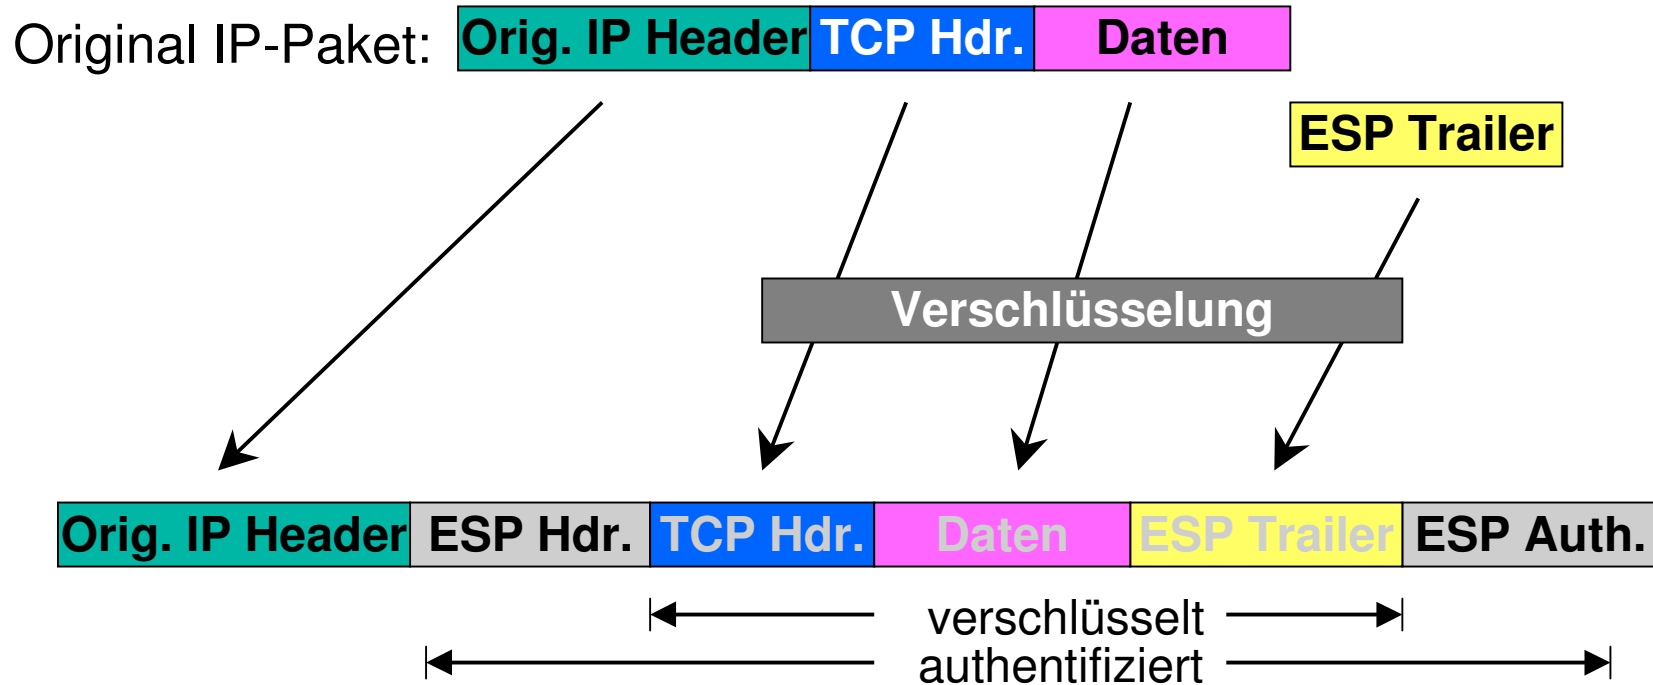 Original IP-Paket: Orig. IP Header TCP Hdr. Daten
ESP Trailer
Verschlüsselung
Orig. IP Header ESP Hdr. TCP Hdr. Daten ESP Trailer ESP Auth.
verschlüsselt
authentifiziert